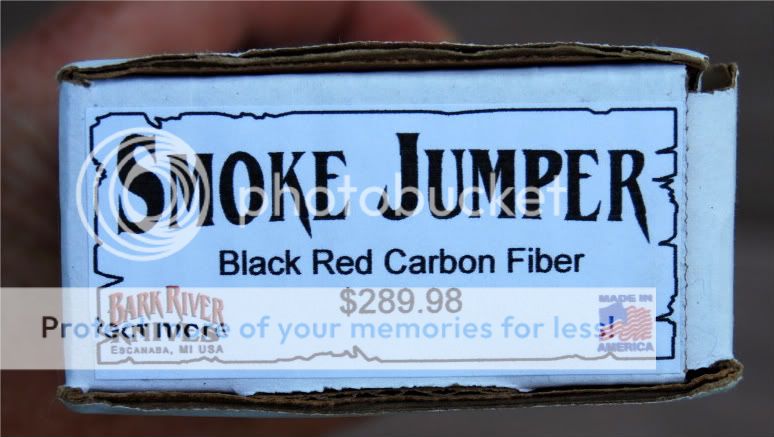 SMOKE JUMPER
photobucket
Black Red Carbon Fiber
$289.98
BARK RIVER
KNIVES
ESCANABA, MI USA
MADE IN
AMERICA
Protect more of your memories for less!